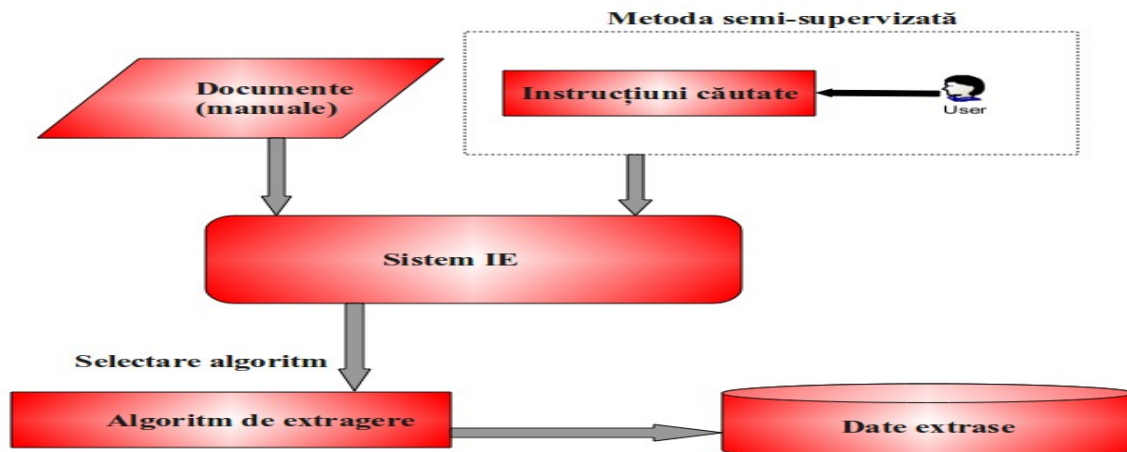 Metoda semi-supervizată
Documente
(manuale)
Instrucțiuni căutate
User
Sistem IE
Selectare algoritm
Algoritm de extragere
Date extrase